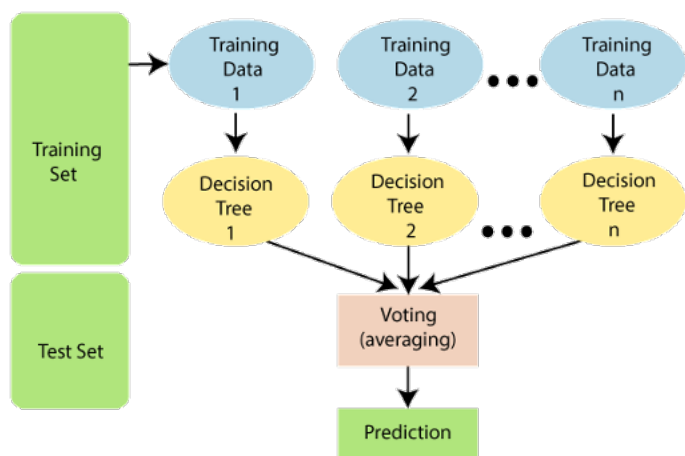 Training
Set
Test Set
Training
Data
1
Training
Data
2
Training
Data
n
Decision
Tree
1
Decision
Tree
2
Decision
Tree
n
Voting
(averaging)
Prediction